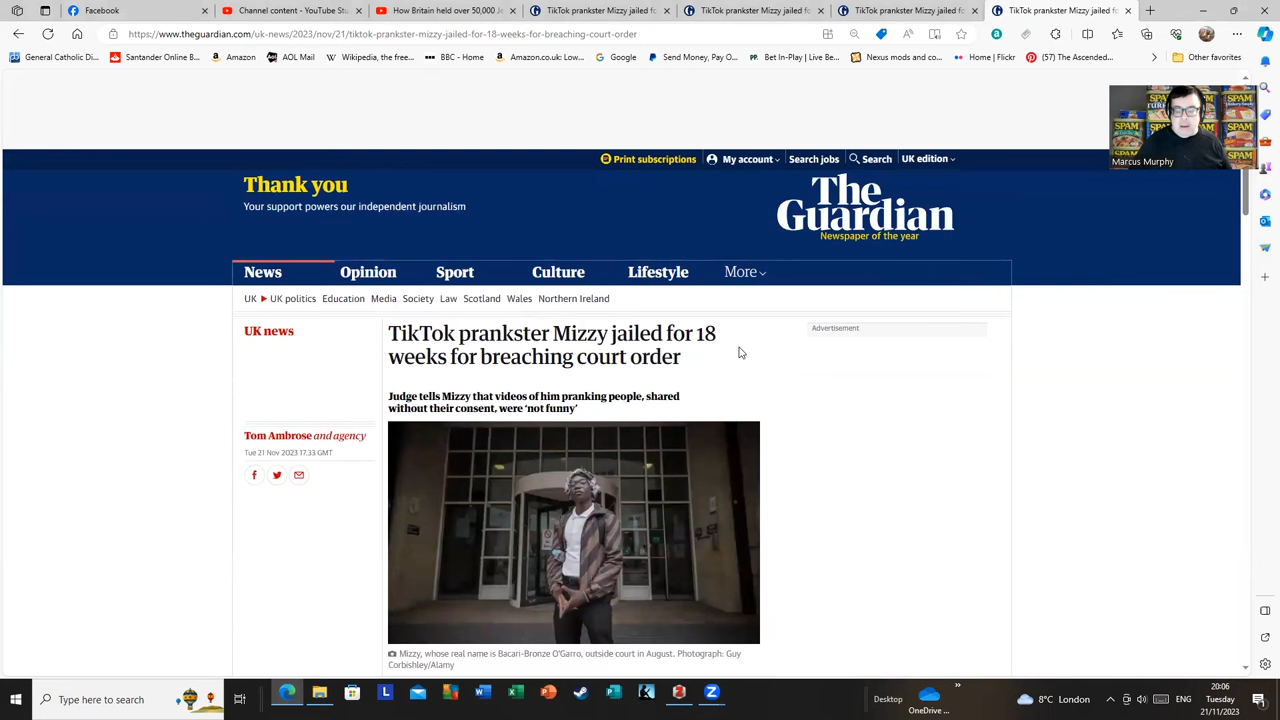 Facebook
Channel content - YouTube Stu
How Britain held over 50,000 Je
TikTok prankster Mizzy jailed for
TikTok prankster Mizzy jailed for
TikTok prankster Mizzy jailed for
TikTok prankster Mizzy jailed for
https://www.theguardian.com/uk-news/2023/nov/21/tiktok-prankster-mizzy-jailed-for-18-weeks-for-breaching-court-order
General Catholic Di...
Santander Online B...
Amazon
AOL Mail
Wikipedia, the free...
BBC - Home
Amazon.co.uk: Low...
Google
Send Money, Pay O...
Bet In-Play | Live Be...
Nexus mods and co...
Home | Flickr
(57) The Ascended...
Other favorites
SPAM
SPAM
SPAM
SPAM
Marcus Murphy
Print subscriptions
My account
Search jobs
Search
UK edition
Thank you
Your support powers our independent journalism
The
Guardian
Newspaper of the year
News
Opinion
Sport
Culture
Lifestyle
More
UK
UK politics
Education
Media
Society
Law
Scotland
Wales
Northern Ireland
UK news
TikTok prankster Mizzy jailed for 18
weeks for breaching court order
Advertisement
Judge tells Mizzy that videos of him pranking people, shared
without their consent, were ‘not funny’
Tom Ambrose and agency
Tue 21 Nov 2023 17.33 GMT
Mizzy, whose real name is Bacari-Bronze O’Garro, outside court in August. Photograph: Guy
Corbishley/Alamy
Type here to search
Desktop
OneDrive ...
8°C London
ENG
20:06
Tuesday
21/11/2023